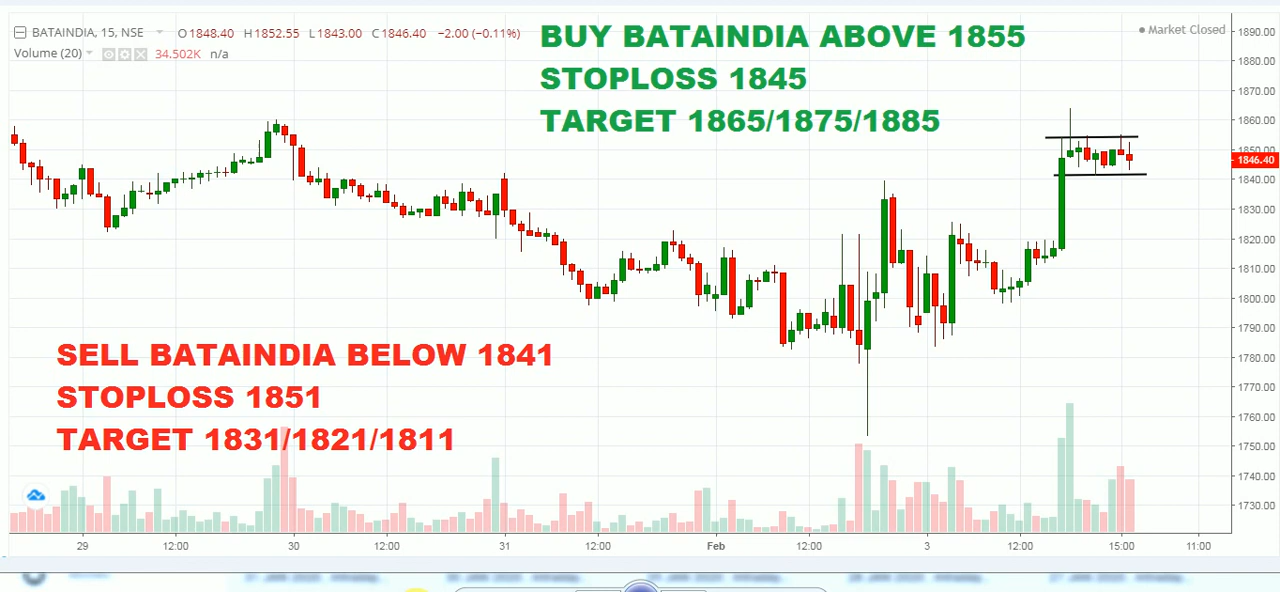 BATAINDIA, 15, NSE O1848.40 H1852.55 L1843.00 C1846.40 −2.00 (−0.11%)
Volume (20) 34.502K n/a
BUY BATAINDIA ABOVE 1855
STOPLOSS 1845
TARGET 1865/1875/1885
Market Closed
1890.00
1880.00
1870.00
1860.00
1850.00
1846.40
1840.00
1830.00
1820.00
1810.00
1800.00
1790.00
1780.00
1770.00
1760.00
1750.00
1740.00
1730.00
SELL BATAINDIA BELOW 1841
STOPLOSS 1851
TARGET 1831/1821/1811
29 12:00 30 12:00 31 12:00 Feb 12:00 3 12:00 15:00 11:00